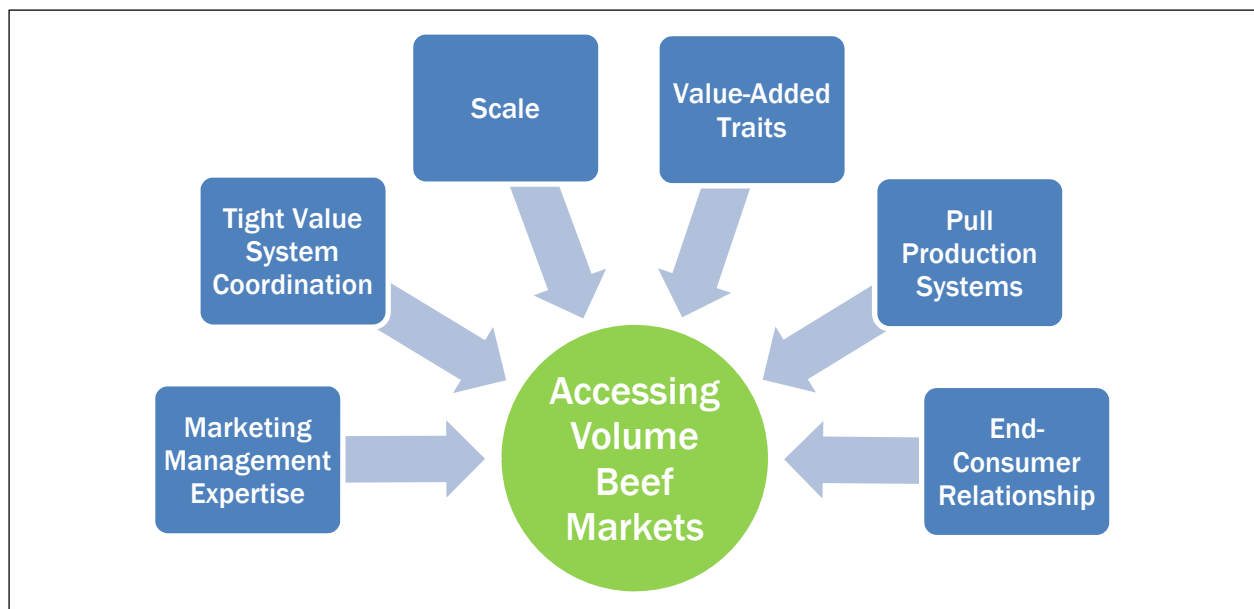 Scale
Value-Added
Traits
Tight Value
System
Coordination
Pull
Production
Systems
Marketing
Management
Expertise
Accessing
Volume
Beef
Markets
End-
Consumer
Relationship